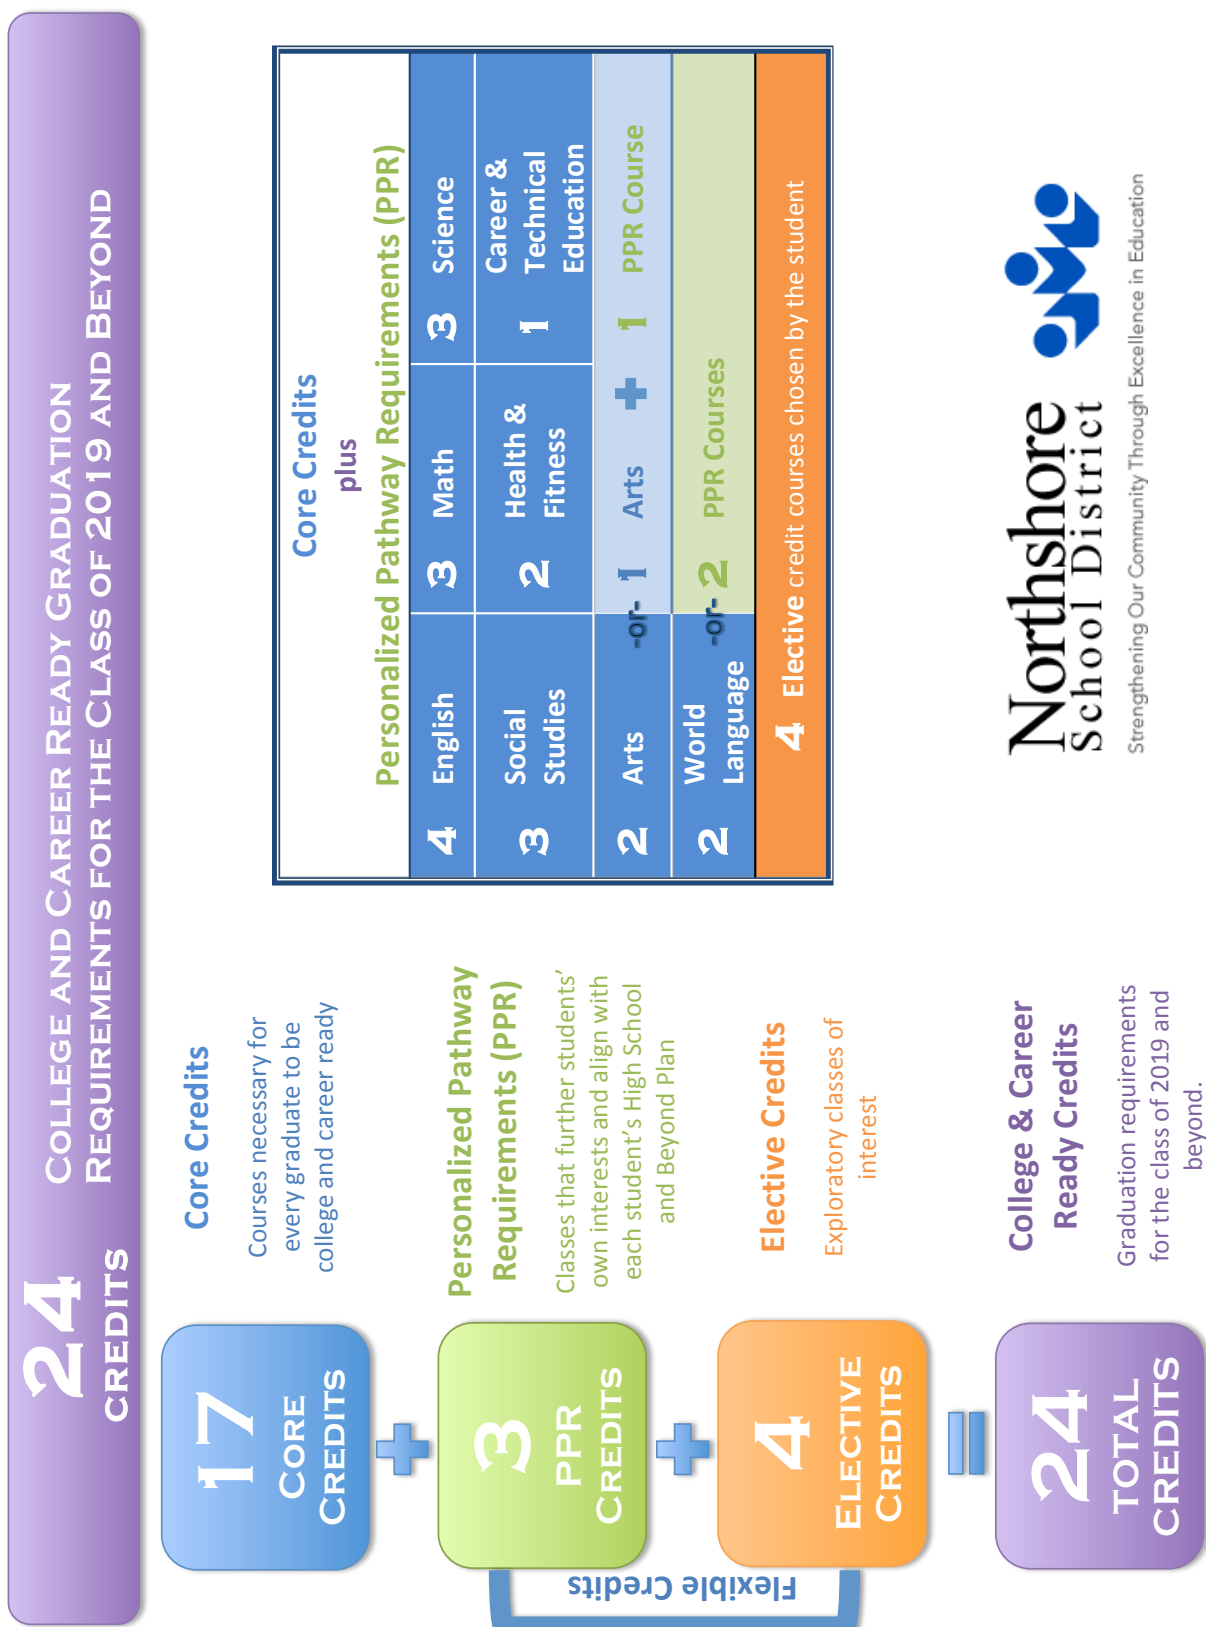 24
CREDITS
COLLEGE AND CAREER READY GRADUATION
REQUIREMENTS FOR THE CLASS OF 2019 AND BEYOND
17
CORE
CREDITS
Core Credits
Courses necessary for
every graduate to be
college and career ready
3
PPR
CREDITS
Personalized Pathway
Requirements (PPR)
Classes that further students’
own interests and align with
each student’s High School
and Beyond Plan
4
ELECTIVE
CREDITS
Elective Credits
Exploratory classes of
interest
Flexible Credits
24
TOTAL
CREDITS
College & Career
Ready Credits
Graduation requirements
for the class of 2019 and
beyond.
Core Credits
plus
Personalized Pathway Requirements (PPR)
4 English
3 Math
3 Science
3 Social
Studies
2 Health &
Fitness
1 Career &
Technical
Education
2 Arts -or- 1 Arts + 1 PPR Course
2 World
Language -or- 2 PPR Courses
4 Elective credit courses chosen by the student
Northshore
School District
Strengthening Our Community Through Excellence in Education